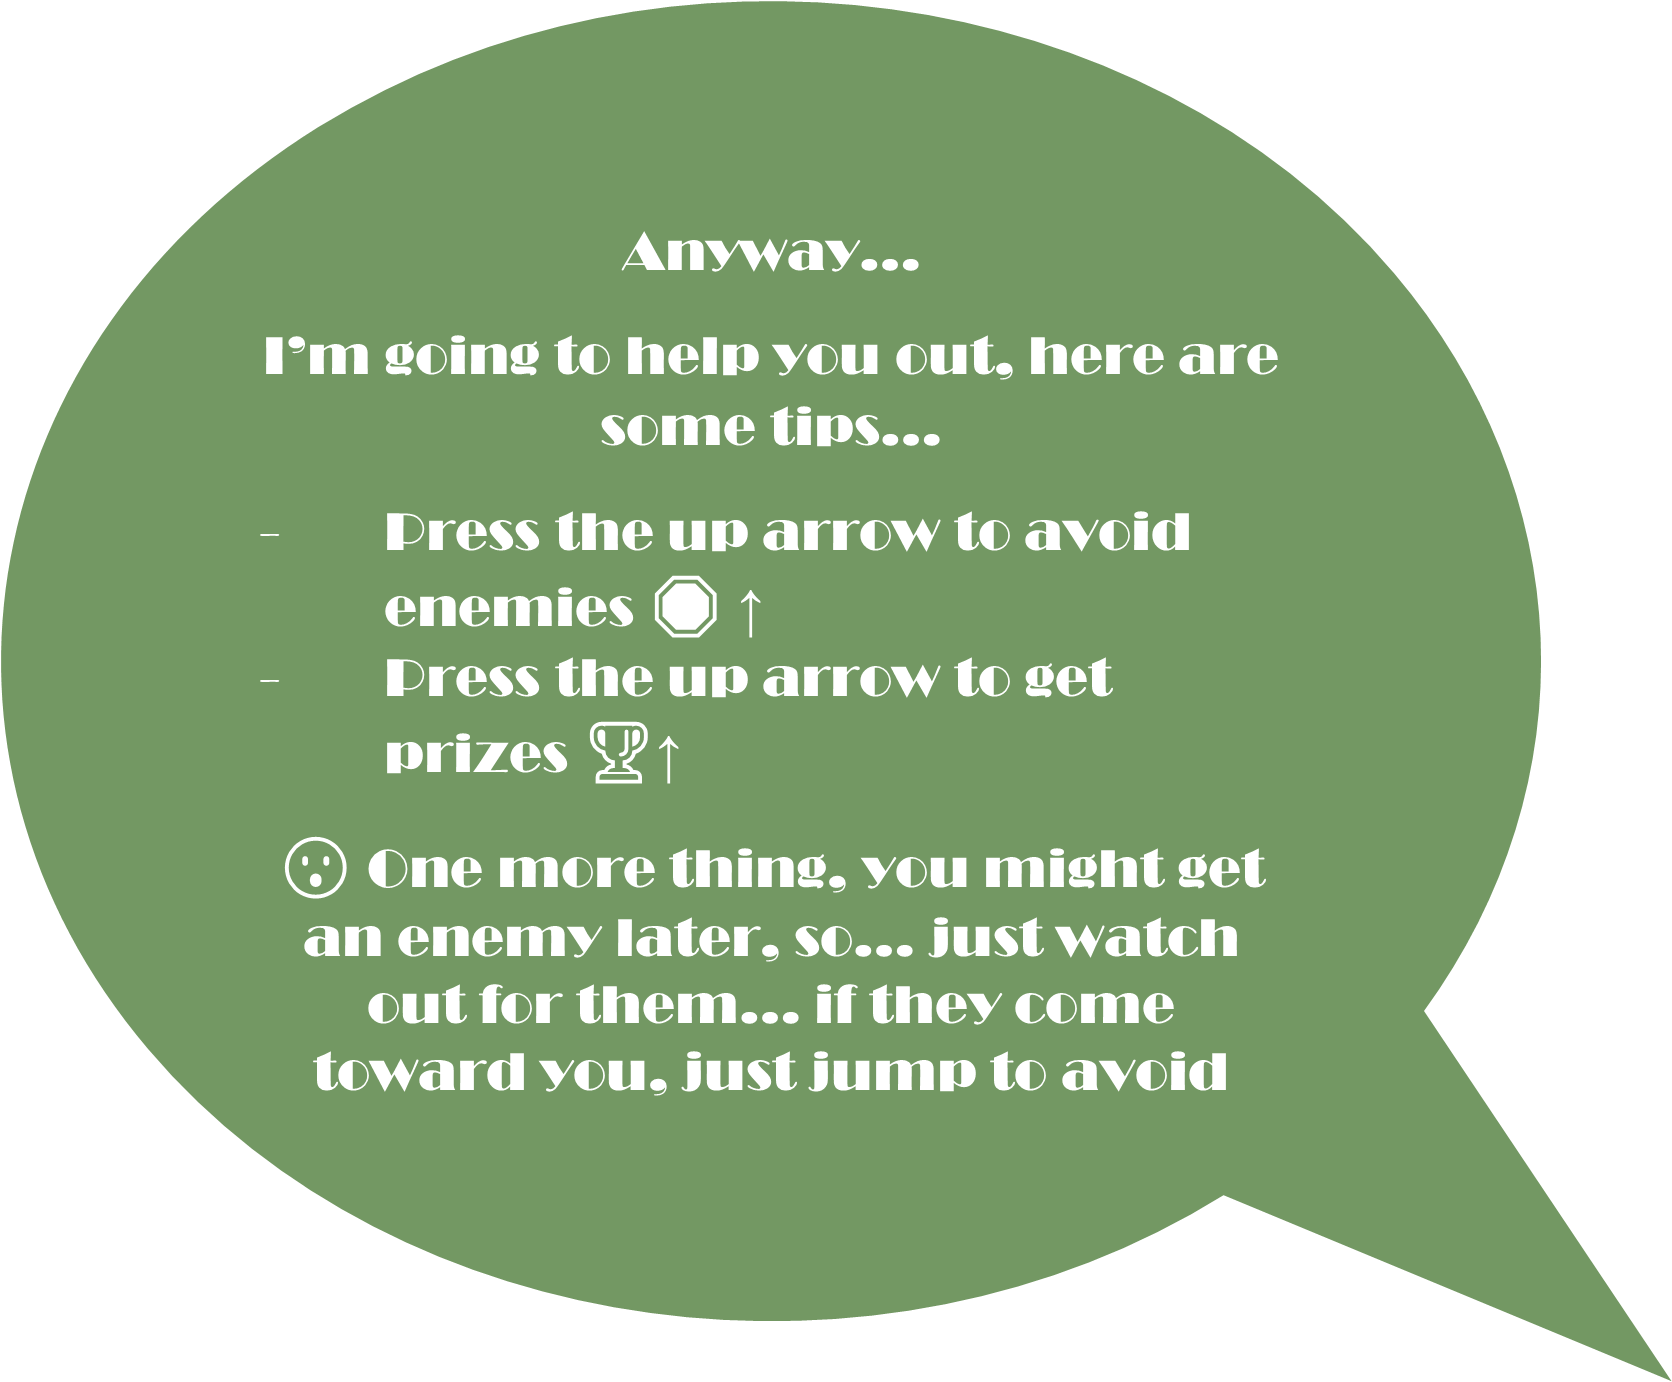 Anyway...
I'm going to help you out, here are
some tips...
- Press the up arrow to avoid
enemies 🛑 ↑
- Press the up arrow to get
prizes 🏆↑
😮 One more thing, you might get
an enemy later, so... just watch
out for them... if they come
toward you, just jump to avoid